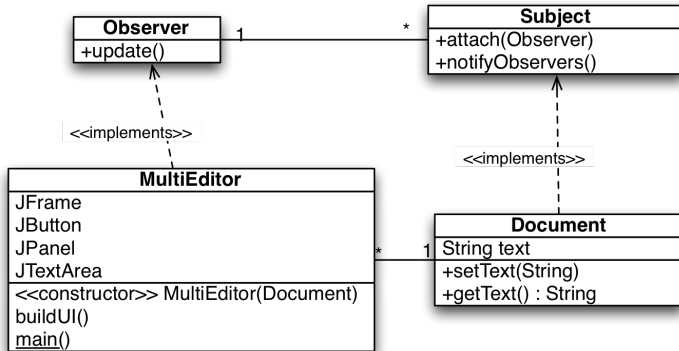 Observer
+update()
1
*
Subject
+attach(Observer)
+notifyObservers()
<<implements>>
<<implements>>
MultiEditor
JFrame
JButton
JPanel
JTextArea
<<constructor>> MultiEditor(Document)
buildUI()
main()
*
1
Document
String text
+setText(String)
+getText() : String